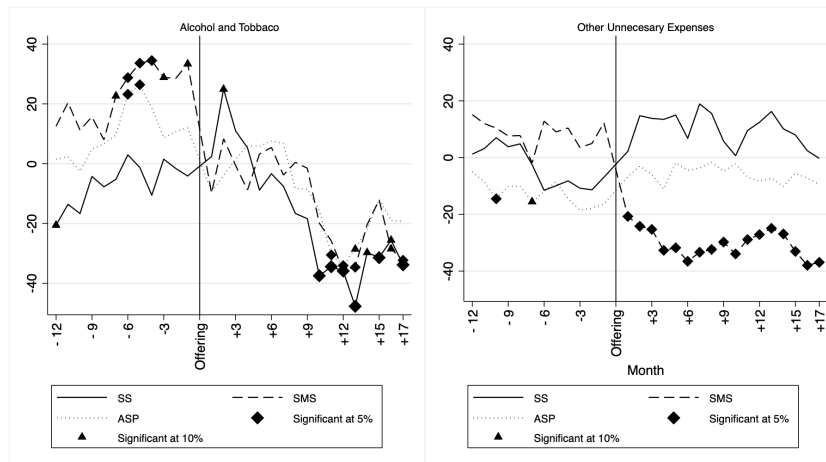 Alcohol and Tobbaco
40
20
0
-20
-40
- 12
- 9
- 6
-3
Offering
+3
+6
+9
+12
+15
+17
SS
SMS
ASP
Significant at 5%
Significant at 10%
Other Unnecesary Expenses
40
20
0
-20
-40
- 12
- 9
-6
-3
Offering
+3
+6
+9
+12
+15
+17
Month
SS
SMS
ASP
Significant at 5%
Significant at 10%